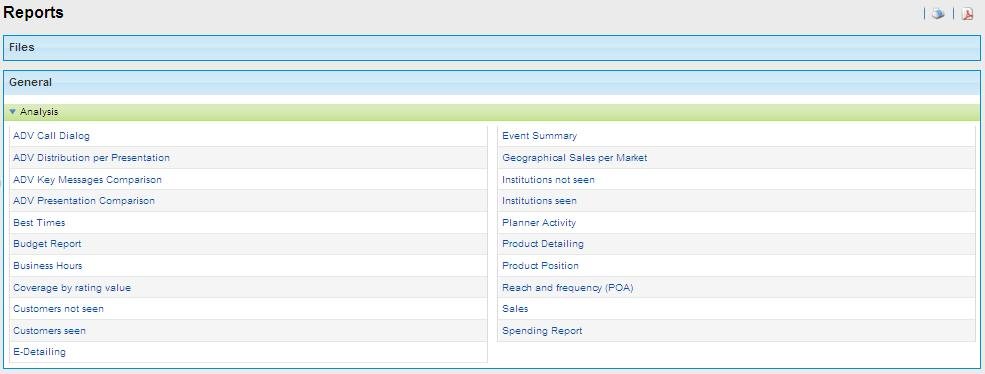 Reports
Files
General
Analysis
ADV Call Dialog
ADV Distribution per Presentation
ADV Key Messages Comparison
ADV Presentation Comparison
Best Times
Budget Report
Business Hours
Coverage by rating value
Customers not seen
Customers seen
E-Detailing
Event Summary
Geographical Sales per Market
Institutions not seen
Institutions seen
Planner Activity
Product Detailing
Product Position
Reach and frequency (POA)
Sales
Spending Report